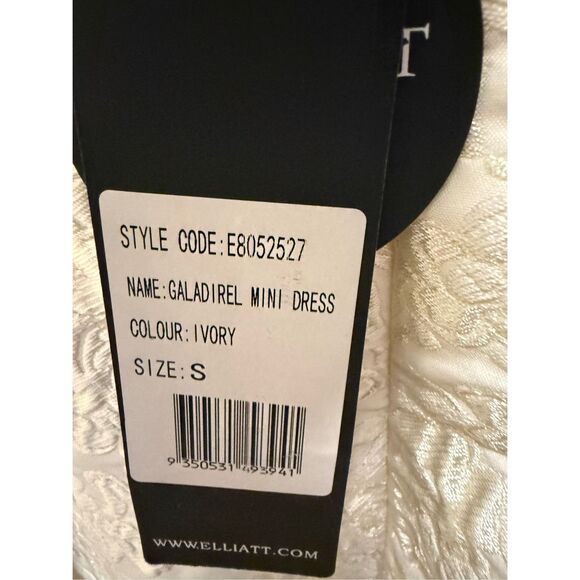 T
STYLE CODE:E8052527
NAME:GALADIREL MINI DRESS
COLOUR:IVORY
SIZE:S
9 350531 493941
WWW.ELLIATT.COM